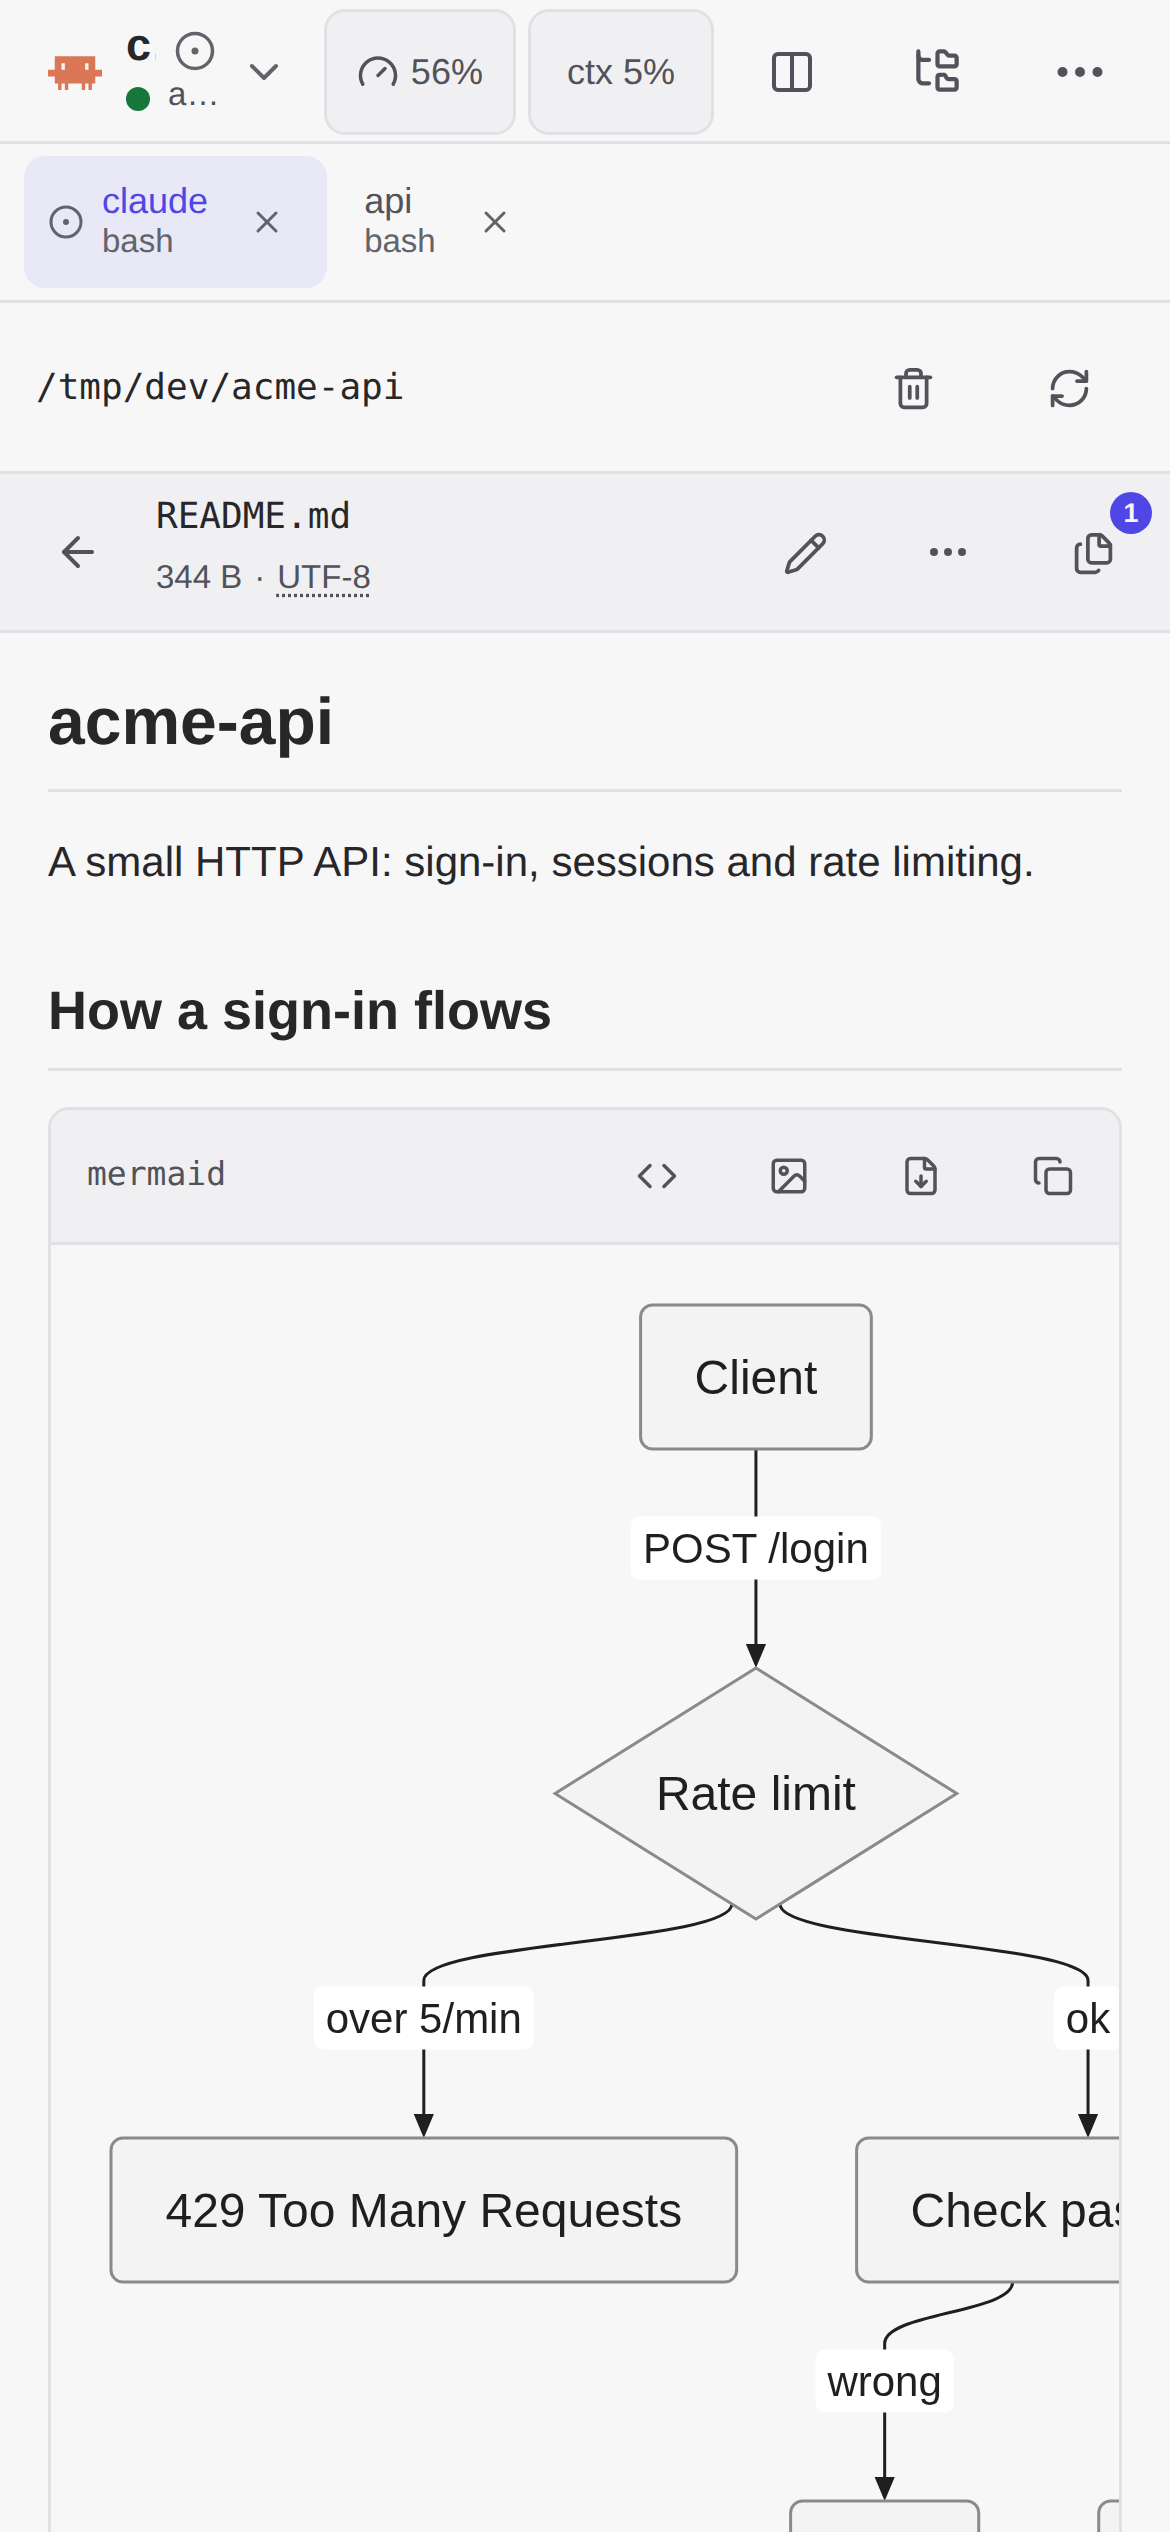 c
a...
56%
ctx 5%
claude
bash
api
bash
/tmp/dev/acme-api
README.md
344 B · UTF-8
1
acme-api
A small HTTP API: sign-in, sessions and rate limiting.
How a sign-in flows
mermaid
Client
POST /login
Rate limit
over 5/min
ok
429 Too Many Requests
Check pas
wrong